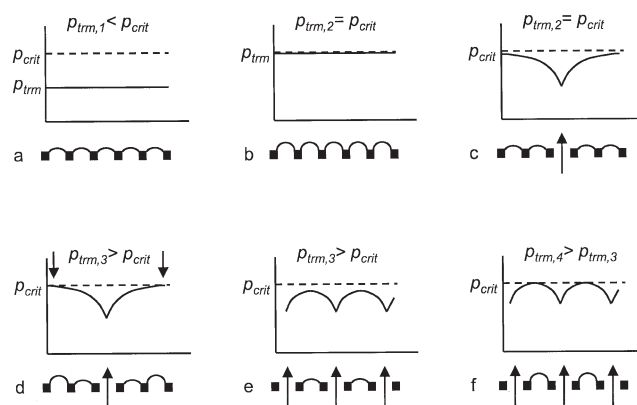 p_trm,1 < p_crit
p_crit
p_trm
a
p_trm,2 = p_crit
p_trm
b
p_trm,2 = p_crit
p_crit
c
p_trm,3 > p_crit
p_crit
d
p_trm,3 > p_crit
p_crit
e
p_trm,4 > p_trm,3
p_crit
f